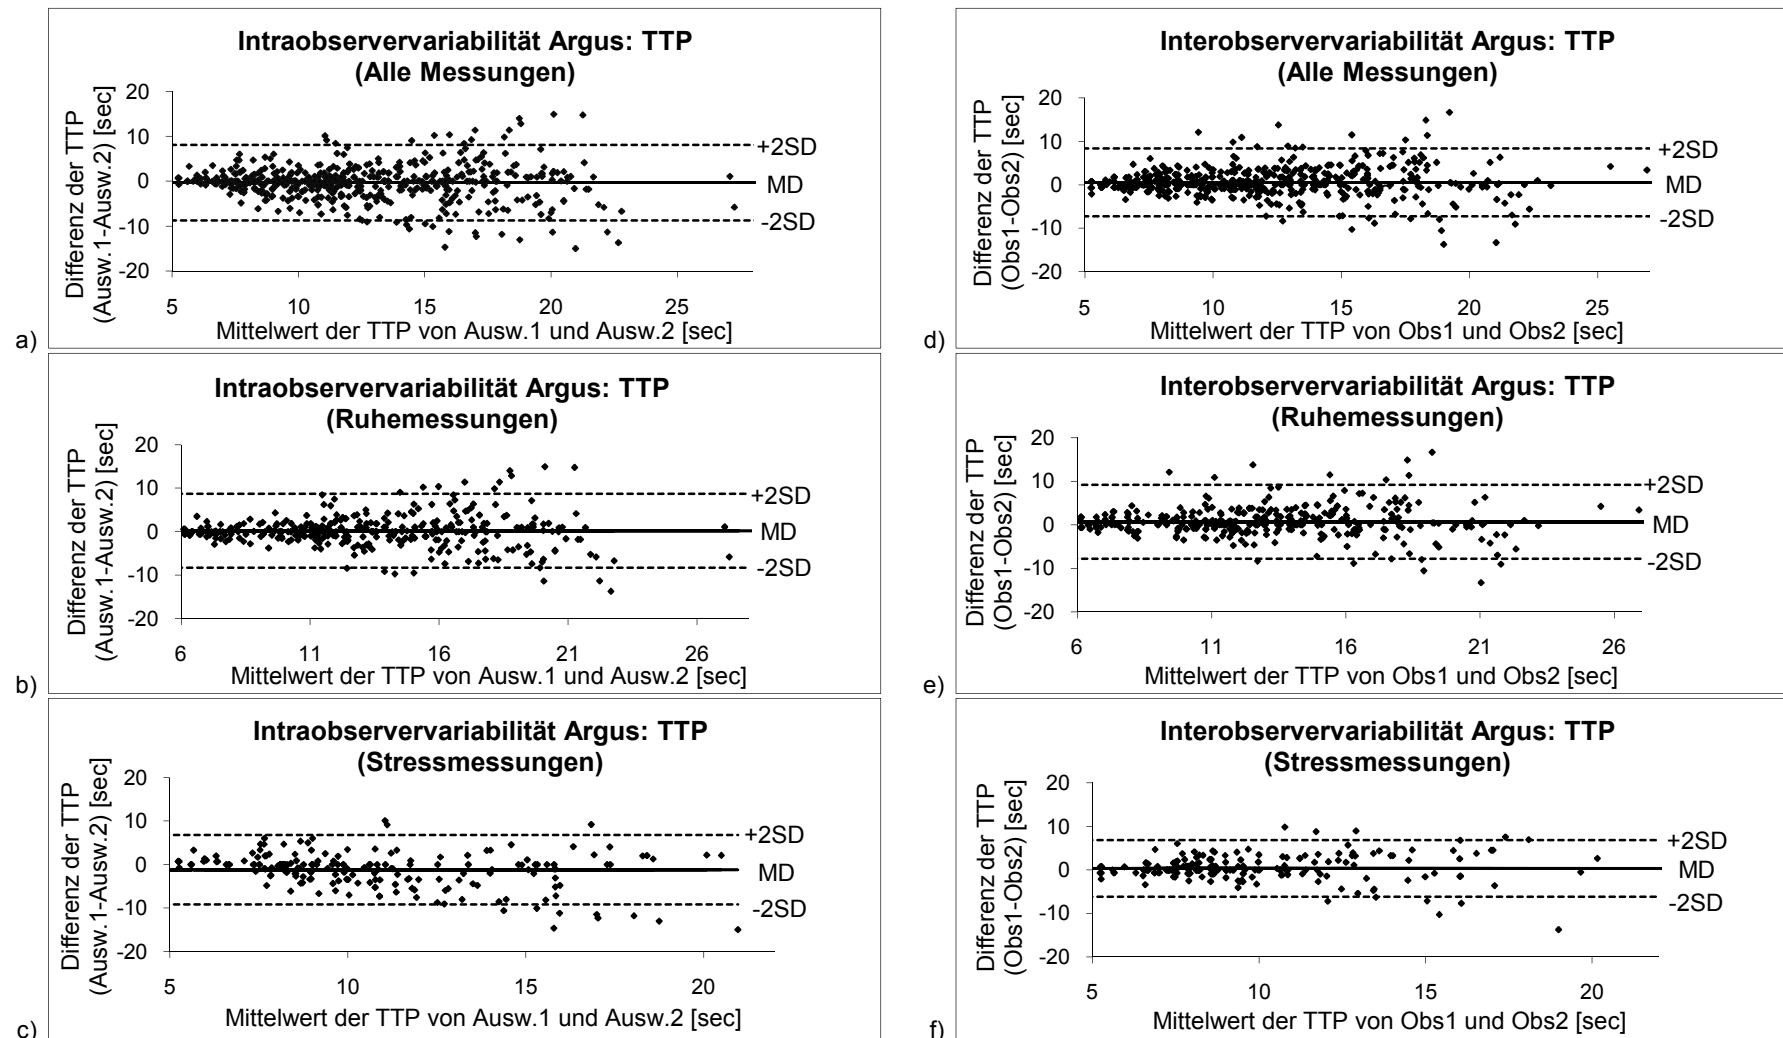 Intraobservervariabilität Argus: TTP
(Alle Messungen)
Differenz der TTP
(Ausw.1-Ausw.2) [sec]
20
10
0
-10
-20
+2SD
MD
-2SD
5 10 15 20 25
Mittelwert der TTP von Ausw.1 und Ausw.2 [sec]
a)
Intraobservervariabilität Argus: TTP
(Ruhemessungen)
Differenz der TTP
(Ausw.1-Ausw.2) [sec]
20
10
0
-10
-20
+2SD
MD
-2SD
6 11 16 21 26
Mittelwert der TTP von Ausw.1 und Ausw.2 [sec]
b)
Intraobservervariabilität Argus: TTP
(Stressmessungen)
Differenz der TTP
(Ausw.1-Ausw.2) [sec]
20
10
0
-10
-20
+2SD
MD
-2SD
5 10 15 20
Mittelwert der TTP von Ausw.1 und Ausw.2 [sec]
c)
Interobservervariabilität Argus: TTP
(Alle Messungen)
Differenz der TTP
(Obs1-Obs2) [sec]
20
10
0
-10
-20
+2SD
MD
-2SD
5 10 15 20 25
Mittelwert der TTP von Obs1 und Obs2 [sec]
d)
Interobservervariabilität Argus: TTP
(Ruhemessungen)
Differenz der TTP
(Obs1-Obs2) [sec]
20
10
0
-10
-20
+2SD
MD
-2SD
6 11 16 21 26
Mittelwert der TTP von Obs1 und Obs2 [sec]
e)
Interobservervariabilität Argus: TTP
(Stressmessungen)
Differenz der TTP
(Obs1-Obs2) [sec]
20
10
0
-10
-20
+2SD
MD
-2SD
5 10 15 20
Mittelwert der TTP von Obs1 und Obs2 [sec]
f)